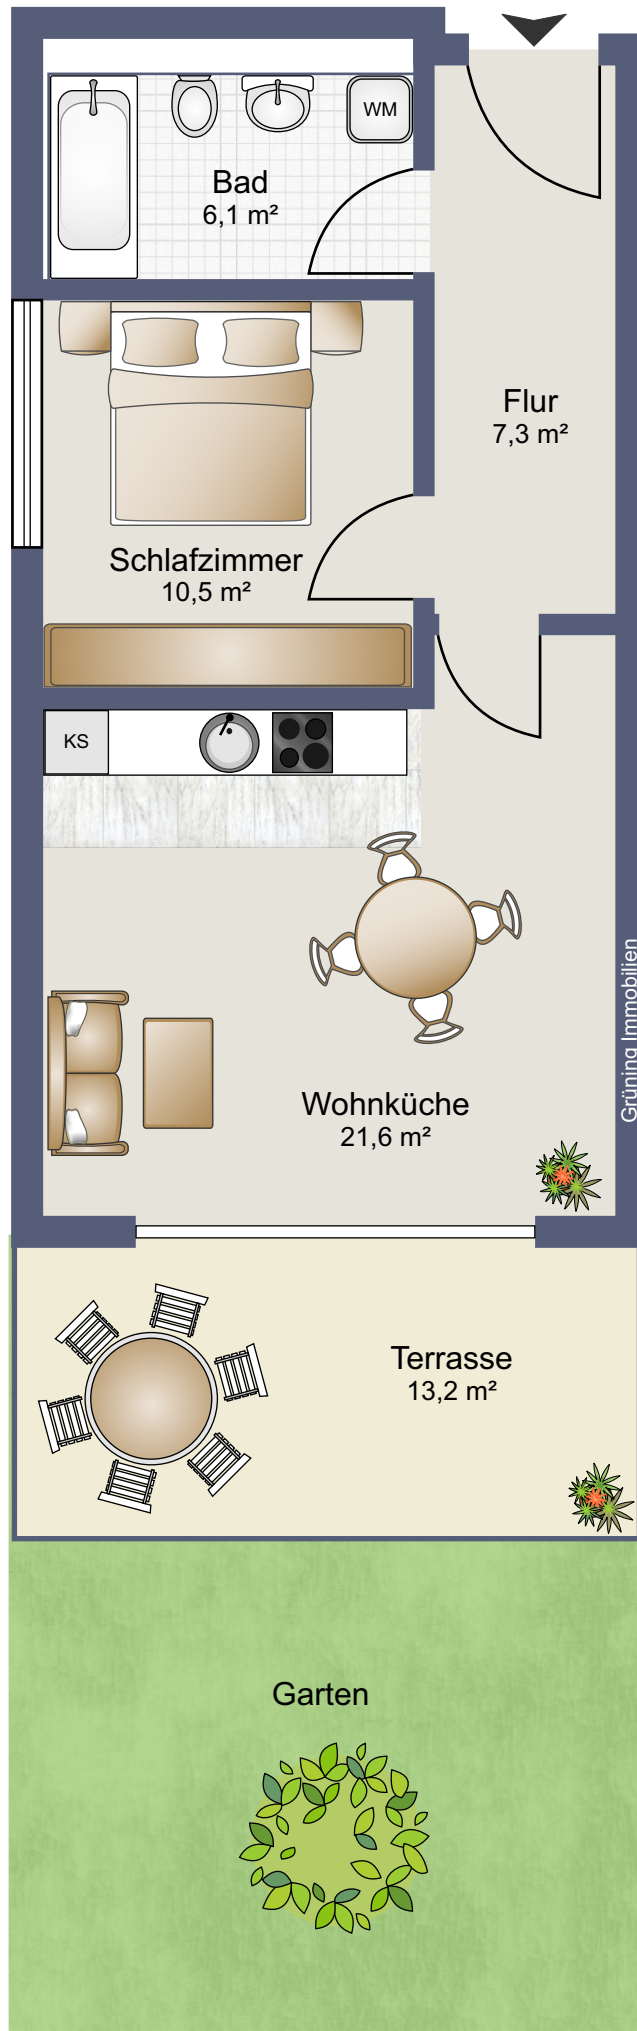 WM
Bad
6,1 m²
Flur
7,3 m²
Schlafzimmer
10,5 m²
KS
Grüning Immobilien
Wohnküche
21,6 m²
Terrasse
13,2 m²
Garten